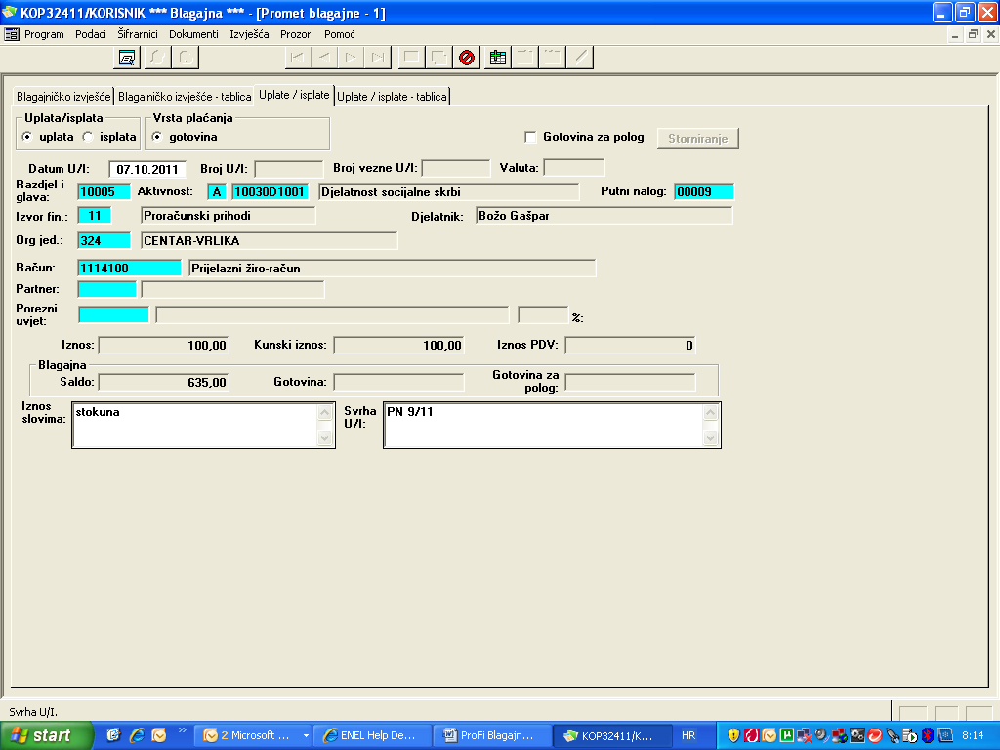 KOP32411/KORISNIK *** Blagajna *** - [Promet blagajne - 1]
Program Podaci Šifrarnici Dokumenti Izvješća Prozori Pomoć
Blagajničko izvješće Blagajničko izvješće - tablica Uplate / isplate Uplate / isplate - tablica
Uplata/isplata Vrsta plaćanja
uplata isplata gotovina Gotovina za polog Storniranje
Datum U/I: 07.10.2011 Broj U/I: Broj vezne U/I: Valuta:
Razdjel i glava: 10005 Aktivnost: A 10030D1001 Djelatnost socijalne skrbi Putni nalog: 00009
Izvor fin.: 11 Proračunski prihodi Djelatnik: Božo Gašpar
Org jed.: 324 CENTAR-VRLIKA
Račun: 1114100 Prijelazni žiro-račun
Partner:
Porezni uvjet: %:
Iznos: 100,00 Kunski iznos: 100,00 Iznos PDV: 0
Blagajna
Saldo: 635,00 Gotovina: Gotovina za polog:
Iznos slovima: stokuna Svrha U/I: PN 9/11
Svrha U/I.
start 2 Microsoft ... ENEL Help De... ProFi Blagajn... KOP32411/K... HR 8:14